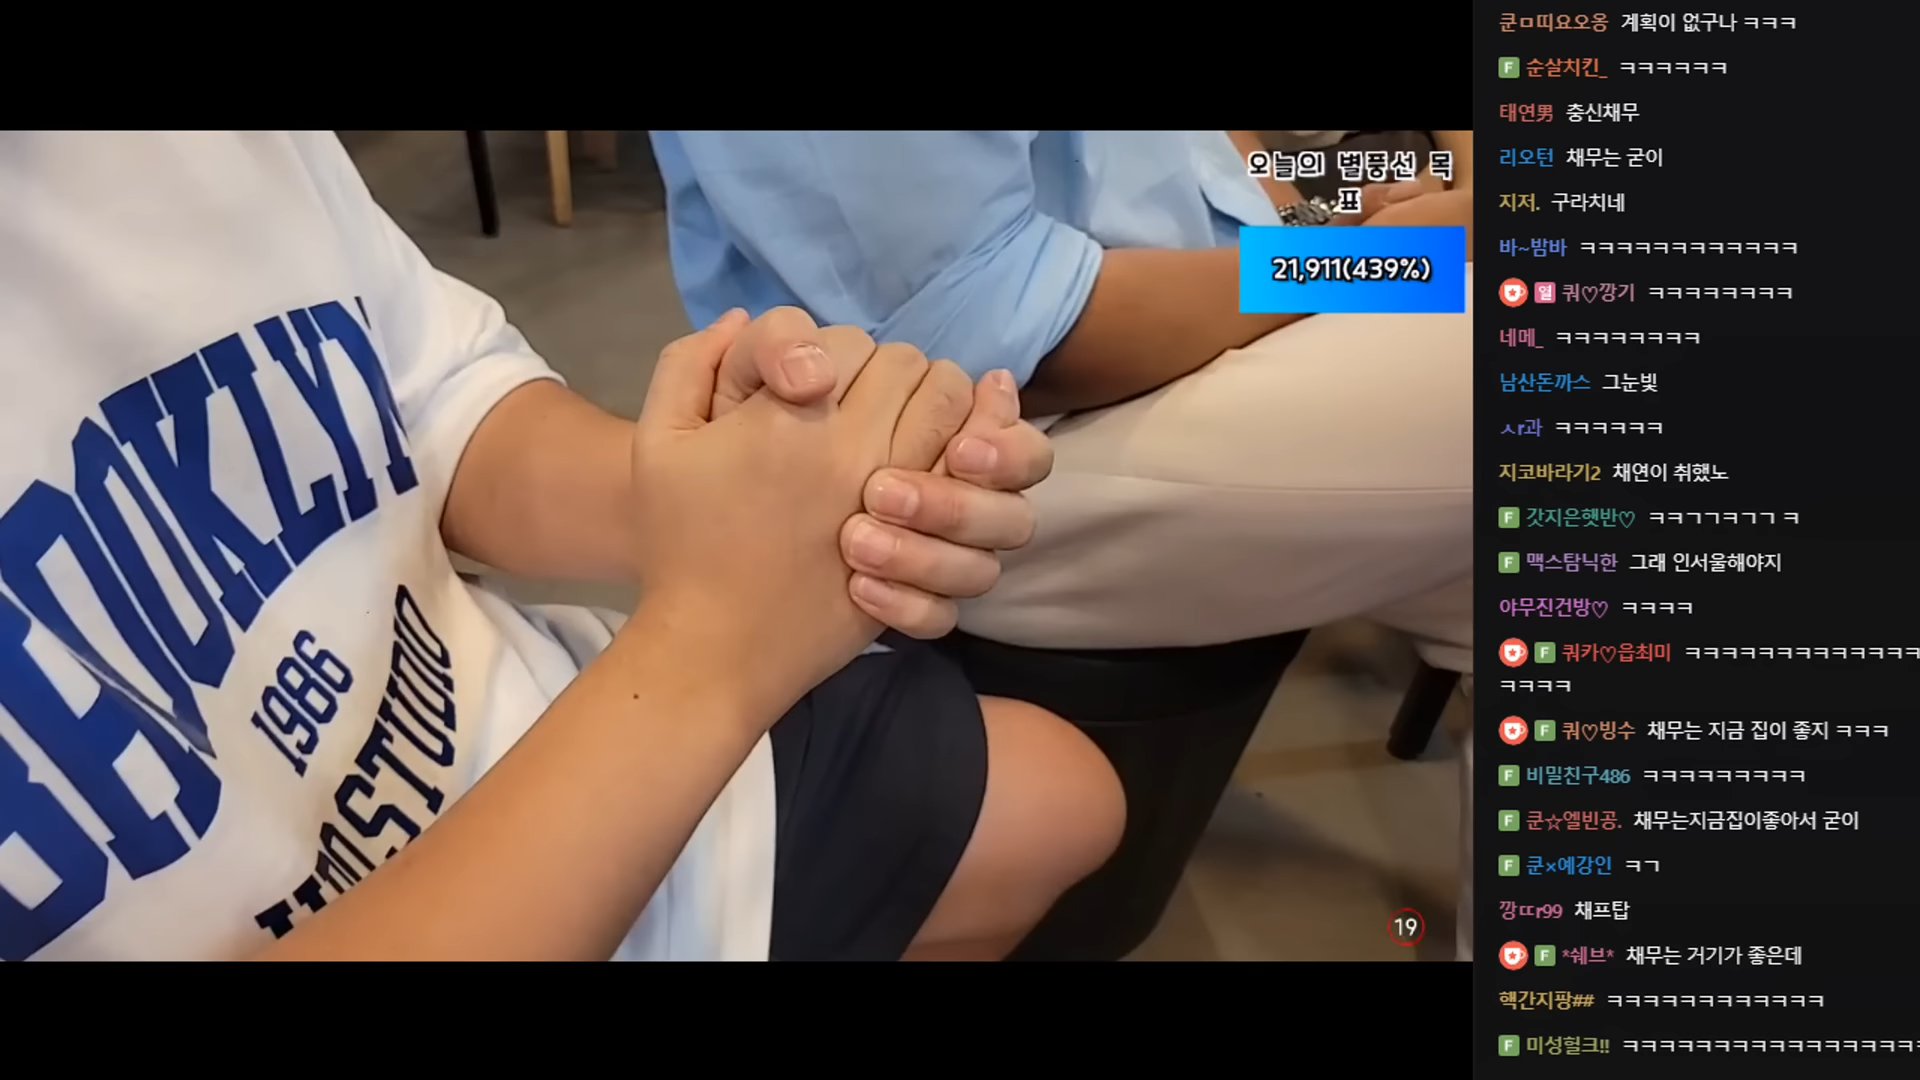 오늘의 별풍선 목
표
21,911(439%)
BROOKLYN
1986
19
쿤ㅁ띠요오옹 계획이 없구나 ㅋㅋㅋ
F 순살치킨_ ㅋㅋㅋㅋㅋㅋ
태연男 충신채무
리오턴 채무는 굳이
지저. 구라치네
바~밤바 ㅋㅋㅋㅋㅋㅋㅋㅋㅋㅋㅋㅋ
열 쿼♡깡기 ㅋㅋㅋㅋㅋㅋㅋㅋ
네메_ ㅋㅋㅋㅋㅋㅋㅋㅋ
남산돈까스 그눈빛
ㅅr과 ㅋㅋㅋㅋㅋㅋ
지코바라기2 채연이 취했노
F 갓지은햇반♡ ㅋㅋㄱㄱㅋㄱㄱ ㅋ
F 맥스탐닉한 그래 인서울해야지
야무진건방♡ ㅋㅋㅋㅋ
F 쿼카♡읍최미 ㅋㅋㅋㅋㅋㅋㅋㅋㅋㅋㅋㅋㅋ
ㅋㅋㅋㅋ
F 쿼♡빙수 채무는 지금 집이 좋지 ㅋㅋㅋ
F 비밀친구486 ㅋㅋㅋㅋㅋㅋㅋㅋㅋ
F 쿤☆엘빈공. 채무는지금집이좋아서 굳이
F 쿤×예강인 ㅋㄱ
깡ㄸr99 채프탑
F *쉐브* 채무는 거기가 좋은데
핵간지팡## ㅋㅋㅋㅋㅋㅋㅋㅋㅋㅋㅋㅋ
F 미성헐크!! ㅋㅋㅋㅋㅋㅋㅋㅋㅋㅋㅋㅋㅋㅋㅋㅋㅋ